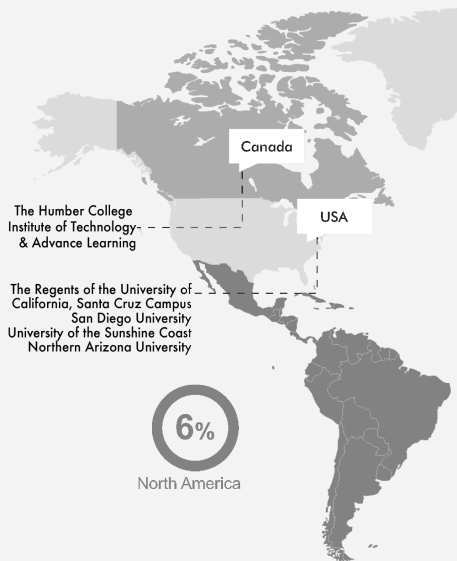 Canada
The Humber College
Institute of Technology
& Advance Learning
USA
The Regents of the University of
California, Santa Cruz Campus
San Diego University
University of the Sunshine Coast
Northern Arizona University
6%
North America